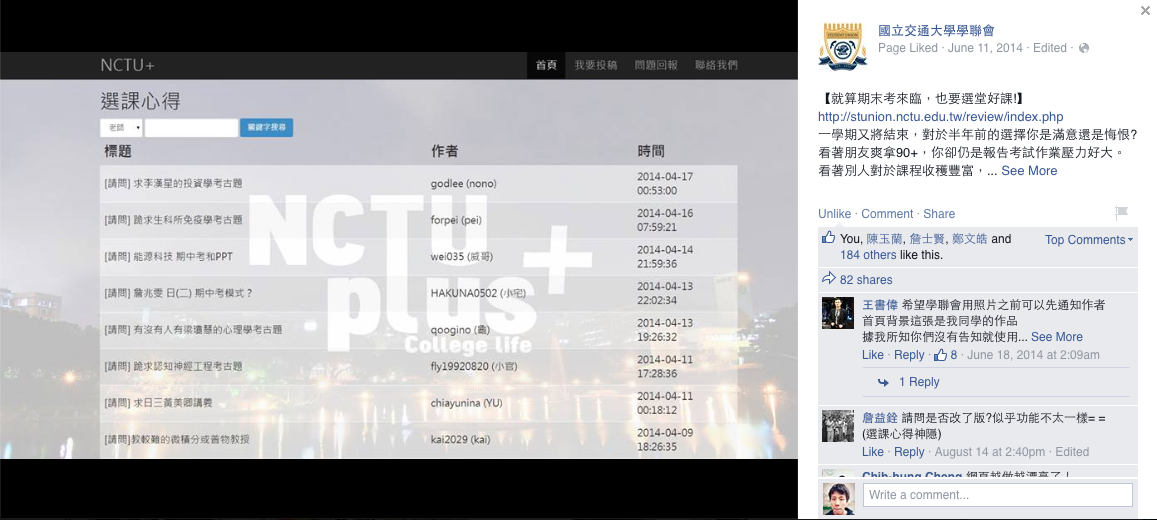 NCTU+
首頁 我要投稿 問題回報 聯絡我們
選課心得
老師 關鍵字搜尋
標題 作者 時間
[請問] 求李漢星的投資學考古題 godlee (nono) 2014-04-17 00:53:00
[請問] 跪求生科所免疫學考古題 forpei (pei) 2014-04-16 07:59:21
[請問] 能源科技 期中考和PPT wei035 (威哥) 2014-04-14 21:59:36
[請問] 詹兆雯 日(二) 期中考模式？ HAKUNA0502 (小宅) 2014-04-13 22:02:34
[請問] 有沒有人有梁瓊慧的心理學考古題 qoogino 2014-04-13 19:26:32
[請問] 跪求認知神經工程考古題 fly19920820 (小官) 2014-04-11 17:28:36
[請問] 求日三黃美卿講義 chiayunina (YU) 2014-04-11 00:18:12
[請問]教較難的微積分或普物教授 kai2029 (kai) 2014-04-09 18:26:35
NCTU
plus+
College life
國立交通大學學聯會
Page Liked · June 11, 2014 · Edited ·
【就算期末考來臨，也要選堂好課!】
http://stunion.nctu.edu.tw/review/index.php
一學期又將結束，對於半年前的選擇你是滿意還是悔恨?
看著朋友爽拿90+，你卻仍是報告考試作業壓力好大。
看著別人對於課程收穫豐富，... See More
Unlike · Comment · Share
You, 陳玉蘭, 詹士賢, 鄭文皓 and
184 others like this.
Top Comments
82 shares
王書偉 希望學聯會用照片之前可以先通知作者
首頁背景這張是我同學的作品
據我所知你們沒有告知就使用... See More
Like · Reply · 8 · June 18, 2014 at 2:09am
1 Reply
詹益銓 請問是否改了版?似乎功能不太一樣= =
(選課心得神隱)
Like · Reply · August 14 at 2:40pm · Edited
Chih-hung Cheng 網頁越做越漂亮了！
Write a comment...